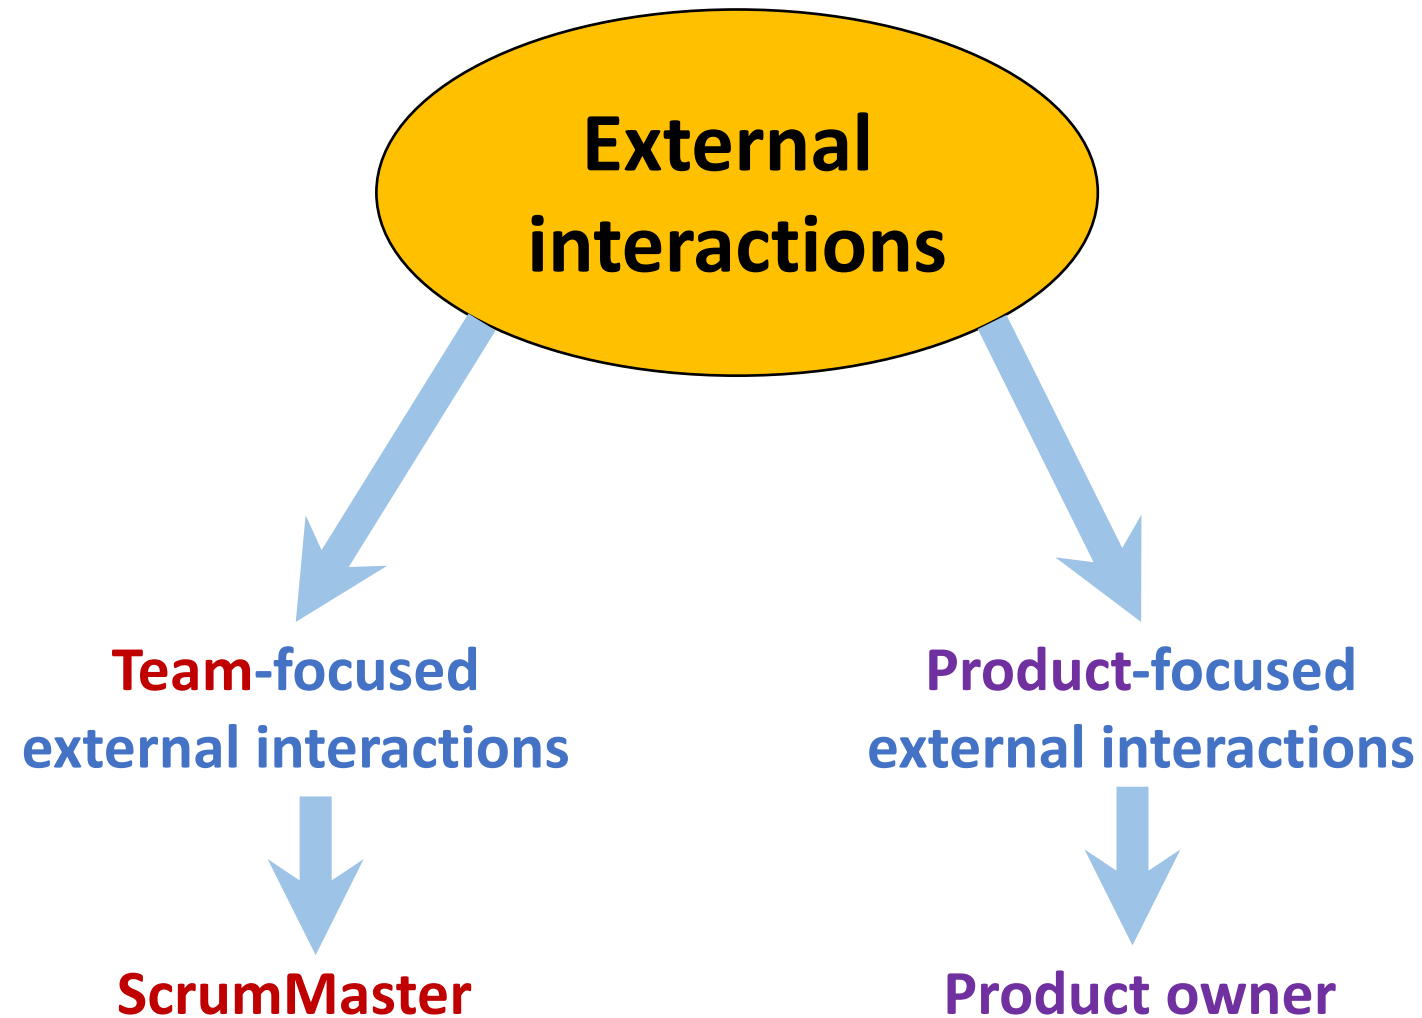 External
interactions
Team-focused
external interactions
Product-focused
external interactions
ScrumMaster
Product owner